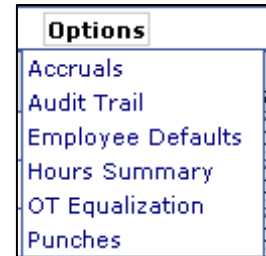 Options
Accruals
Audit Trail
Employee Defaults
Hours Summary
OT Equalization
Punches